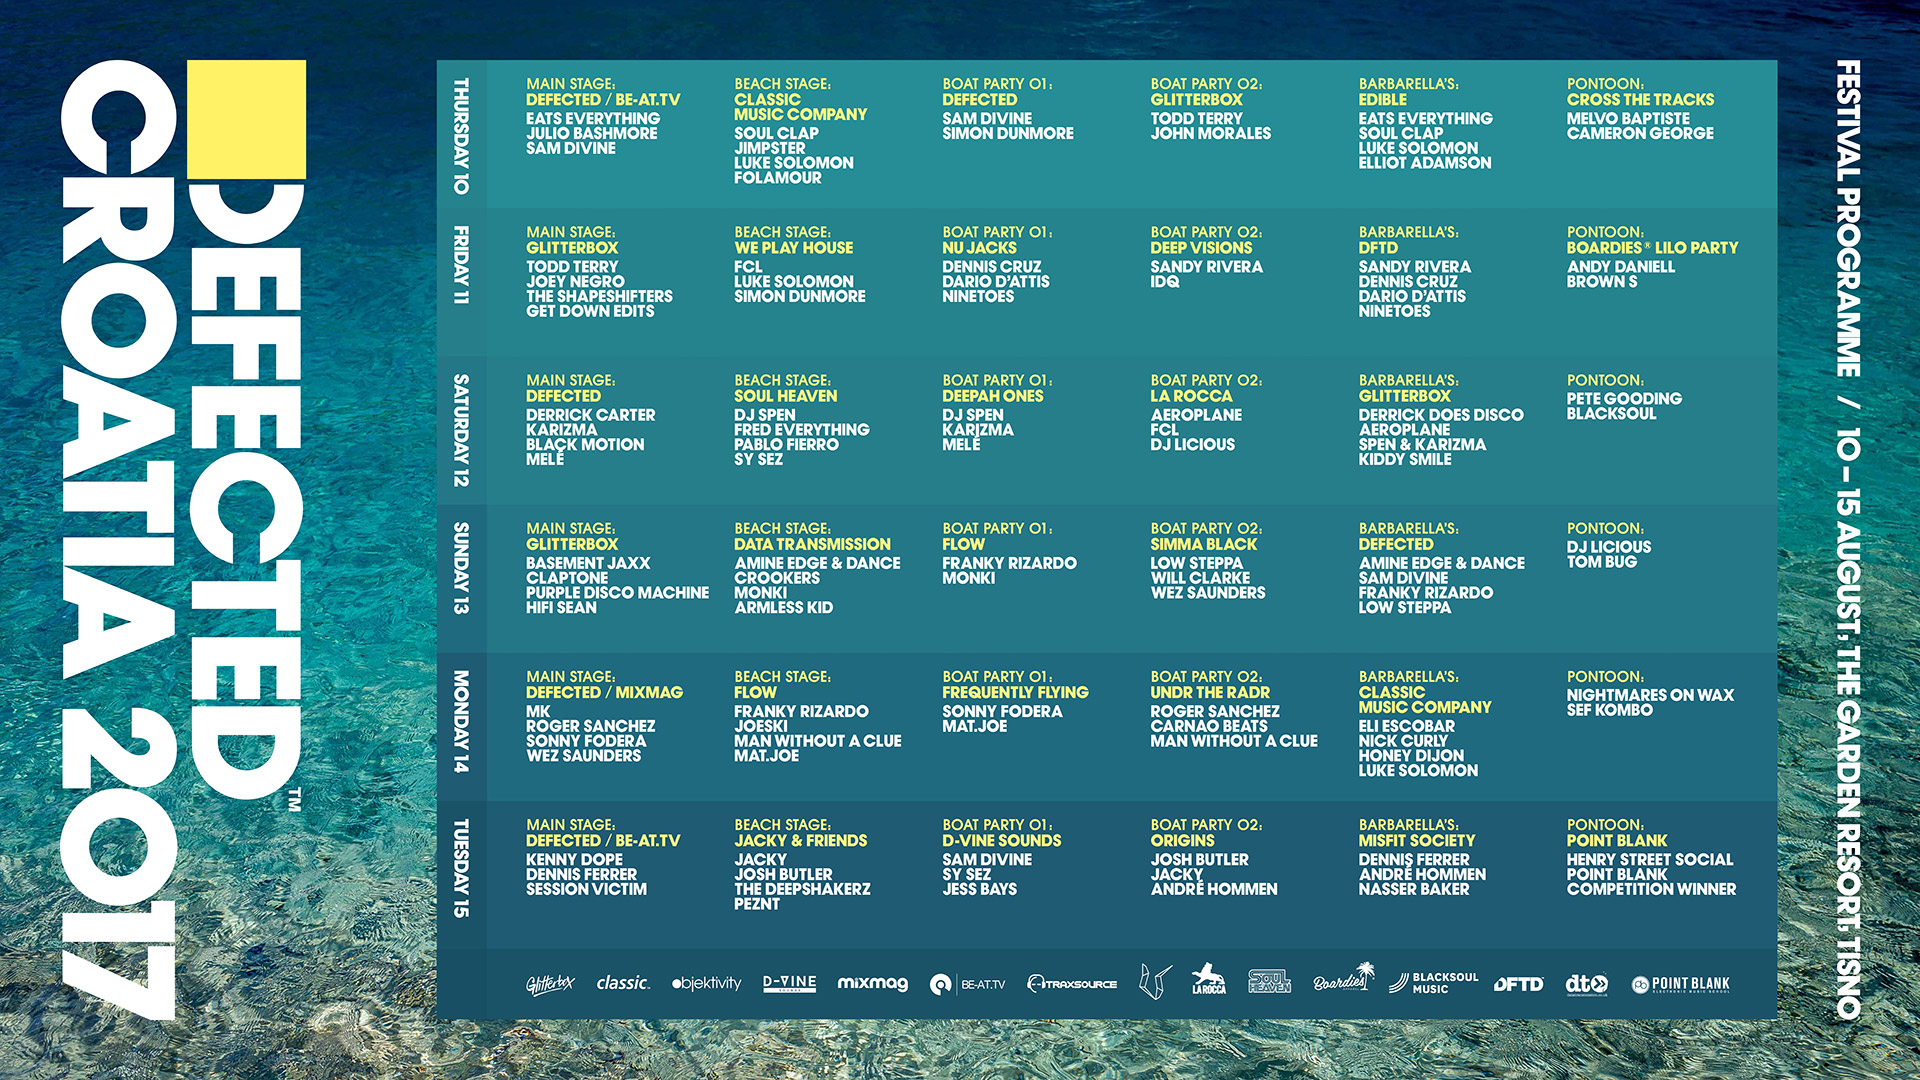 DEFECTED™
CROATIA 2017
THURSDAY 10
MAIN STAGE:
DEFECTED / BE-AT.TV
EATS EVERYTHING
JULIO BASHMORE
SAM DIVINE
BEACH STAGE:
CLASSIC
MUSIC COMPANY
SOUL CLAP
JIMPSTER
LUKE SOLOMON
FOLAMOUR
BOAT PARTY 01:
DEFECTED
SAM DIVINE
SIMON DUNMORE
BOAT PARTY 02:
GLITTERBOX
TODD TERRY
JOHN MORALES
BARBARELLA'S:
EDIBLE
EATS EVERYTHING
SOUL CLAP
LUKE SOLOMON
ELLIOT ADAMSON
PONTOON:
CROSS THE TRACKS
MELVO BAPTISTE
CAMERON GEORGE
FRIDAY 11
MAIN STAGE:
GLITTERBOX
TODD TERRY
JOEY NEGRO
THE SHAPESHIFTERS
GET DOWN EDITS
BEACH STAGE:
WE PLAY HOUSE
FCL
LUKE SOLOMON
SIMON DUNMORE
BOAT PARTY 01:
NU JACKS
DENNIS CRUZ
DARIO D'ATTIS
NINETOES
BOAT PARTY 02:
DEEP VISIONS
SANDY RIVERA
IDQ
BARBARELLA'S:
DFTD
SANDY RIVERA
DENNIS CRUZ
DARIO D'ATTIS
NINETOES
PONTOON:
BOARDIES® LILO PARTY
ANDY DANIELL
BROWN S
SATURDAY 12
MAIN STAGE:
DEFECTED
DERRICK CARTER
KARIZMA
BLACK MOTION
MELÉ
BEACH STAGE:
SOUL HEAVEN
DJ SPEN
FRED EVERYTHING
PABLO FIERRO
SY SEZ
BOAT PARTY 01:
DEEPAH ONES
DJ SPEN
KARIZMA
MELÉ
BOAT PARTY 02:
LA ROCCA
AEROPLANE
FCL
DJ LICIOUS
BARBARELLA'S:
GLITTERBOX
DERRICK DOES DISCO
AEROPLANE
SPEN & KARIZMA
KIDDY SMILE
PONTOON:
PETE GOODING
BLACKSOUL
SUNDAY 13
MAIN STAGE:
GLITTERBOX
BASEMENT JAXX
CLAPTONE
PURPLE DISCO MACHINE
HIFI SEAN
BEACH STAGE:
DATA TRANSMISSION
AMINE EDGE & DANCE
CROOKERS
MONKI
ARMLESS KID
BOAT PARTY 01:
FLOW
FRANKY RIZARDO
MONKI
BOAT PARTY 02:
SIMMA BLACK
LOW STEPPA
WILL CLARKE
WEZ SAUNDERS
BARBARELLA'S:
DEFECTED
AMINE EDGE & DANCE
SAM DIVINE
FRANKY RIZARDO
LOW STEPPA
PONTOON:
DJ LICIOUS
TOM BUG
MONDAY 14
MAIN STAGE:
DEFECTED / MIXMAG
MK
ROGER SANCHEZ
SONNY FODERA
WEZ SAUNDERS
BEACH STAGE:
FLOW
FRANKY RIZARDO
JOESKI
MAN WITHOUT A CLUE
MAT.JOE
BOAT PARTY 01:
FREQUENTLY FLYING
SONNY FODERA
MAT.JOE
BOAT PARTY 02:
UNDR THE RADR
ROGER SANCHEZ
CARNAO BEATS
MAN WITHOUT A CLUE
BARBARELLA'S:
CLASSIC
MUSIC COMPANY
ELI ESCOBAR
NICK CURLY
HONEY DIJON
LUKE SOLOMON
PONTOON:
NIGHTMARES ON WAX
SEF KOMBO
TUESDAY 15
MAIN STAGE:
DEFECTED / BE-AT.TV
KENNY DOPE
DENNIS FERRER
SESSION VICTIM
BEACH STAGE:
JACKY & FRIENDS
JACKY
JOSH BUTLER
THE DEEPSHAKERZ
PEZNT
BOAT PARTY 01:
D-VINE SOUNDS
SAM DIVINE
SY SEZ
JESS BAYS
BOAT PARTY 02:
ORIGINS
JOSH BUTLER
JACKY
ANDRÉ HOMMEN
BARBARELLA'S:
MISFIT SOCIETY
DENNIS FERRER
ANDRÉ HOMMEN
NASSER BAKER
PONTOON:
POINT BLANK
HENRY STREET SOCIAL
POINT BLANK
COMPETITION WINNER
Glitterbox
classic
objektivity
D-VINE
SOUNDS
mixmag
BE-AT.TV
TRAXSOURCE
LA ROCCA
SOUL
HEAVEN
Boardies
BLACKSOUL
MUSIC
DFTD
dt
POINT BLANK
ELECTRONIC MUSIC SCHOOL
FESTIVAL PROGRAMME / 10 – 15 AUGUST, THE GARDEN RESORT, TISNO